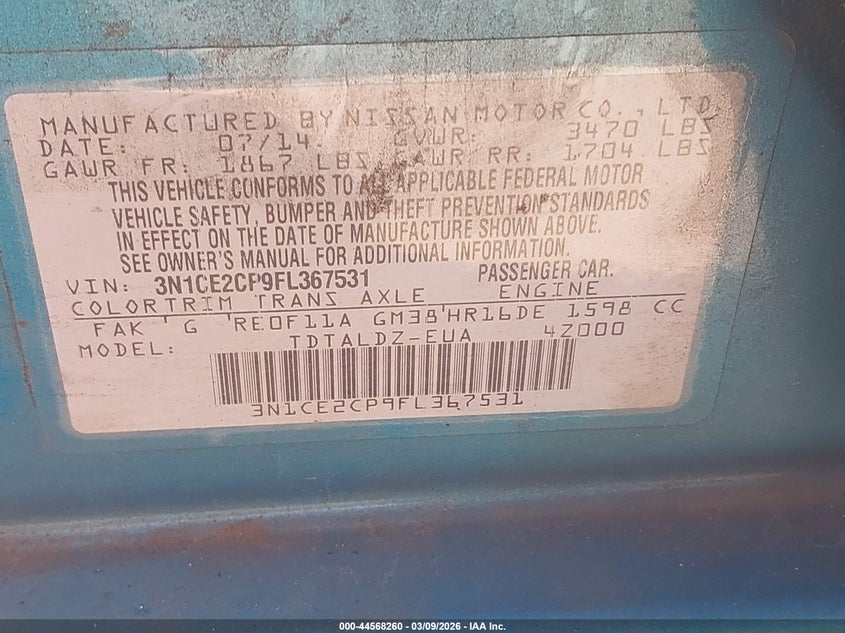 MANUFACTURED BY NISSAN MOTOR CO., LTD.
DATE: 07/14 GVWR: 3470 LBS
GAWR FR: 1867 LBS GAWR RR: 1704 LBS
THIS VEHICLE CONFORMS TO ALL APPLICABLE FEDERAL MOTOR
VEHICLE SAFETY, BUMPER AND THEFT PREVENTION STANDARDS
IN EFFECT ON THE DATE OF MANUFACTURE SHOWN ABOVE.
SEE OWNER'S MANUAL FOR ADDITIONAL INFORMATION.
VIN: 3N1CE2CP9FL367531 PASSENGER CAR.
COLOR TRIM TRANS AXLE ENGINE
FAK G RE0F11A GM38 HR16DE 1598 CC
MODEL: TDTALDZ-EUA 4Z000
3N1CE2CP9FL367531
000-44568260 - 03/09/2026 - IAA Inc.